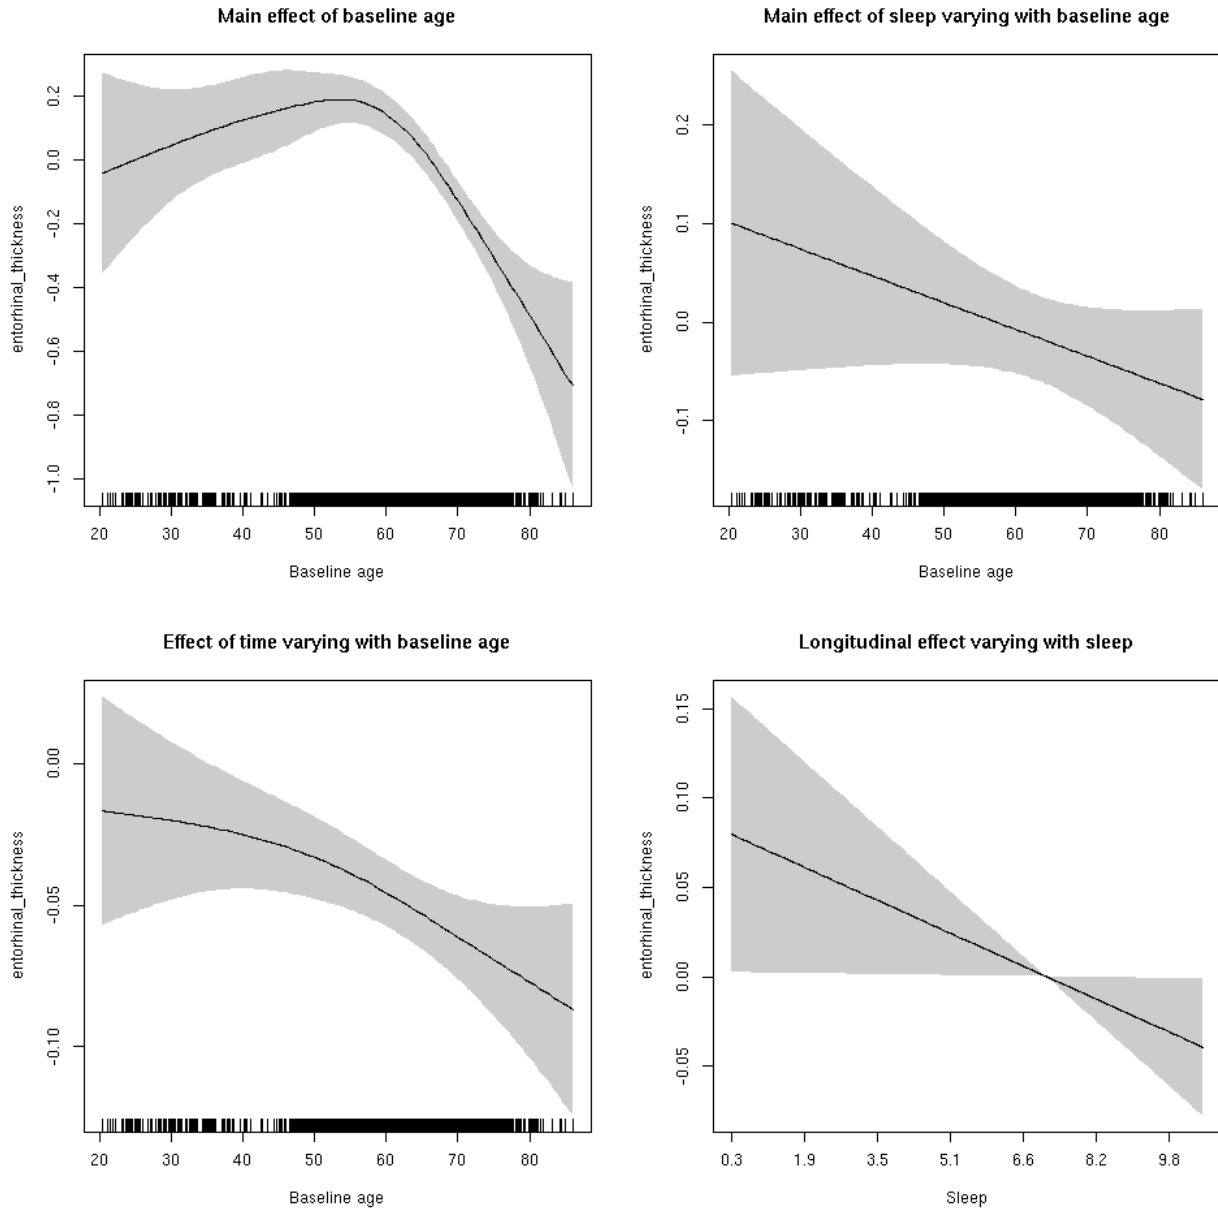 Main effect of baseline age
entorhinal_thickness
0.2
0.0
-0.2
-0.4
-0.6
-0.8
-1.0
20 30 40 50 60 70 80
Baseline age
Main effect of sleep varying with baseline age
entorhinal_thickness
0.2
0.1
0.0
-0.1
20 30 40 50 60 70 80
Baseline age
Effect of time varying with baseline age
entorhinal_thickness
0.00
-0.05
-0.10
20 30 40 50 60 70 80
Baseline age
Longitudinal effect varying with sleep
entorhinal_thickness
0.15
0.10
0.05
0.00
-0.05
0.3 1.9 3.5 5.1 6.6 8.2 9.8
Sleep